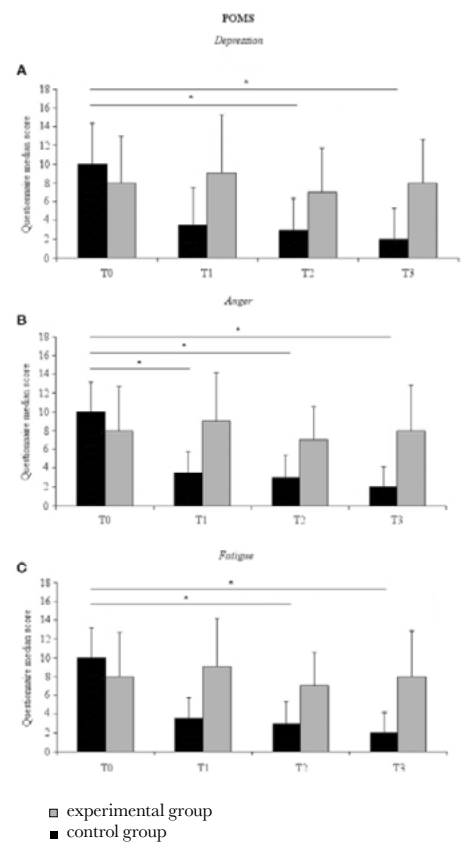 POMS
Depression
A
*
*
Questionnaire median score
18
16
14
12
10
8
6
4
2
0
T0 T1 T2 T3
Anger
B
*
*
*
Questionnaire median score
18
16
14
12
10
8
6
4
2
0
T0 T1 T2 T3
Fatigue
C
*
*
Questionnaire median score
18
16
14
12
10
8
6
4
2
0
T0 T1 T2 T3
experimental group
control group